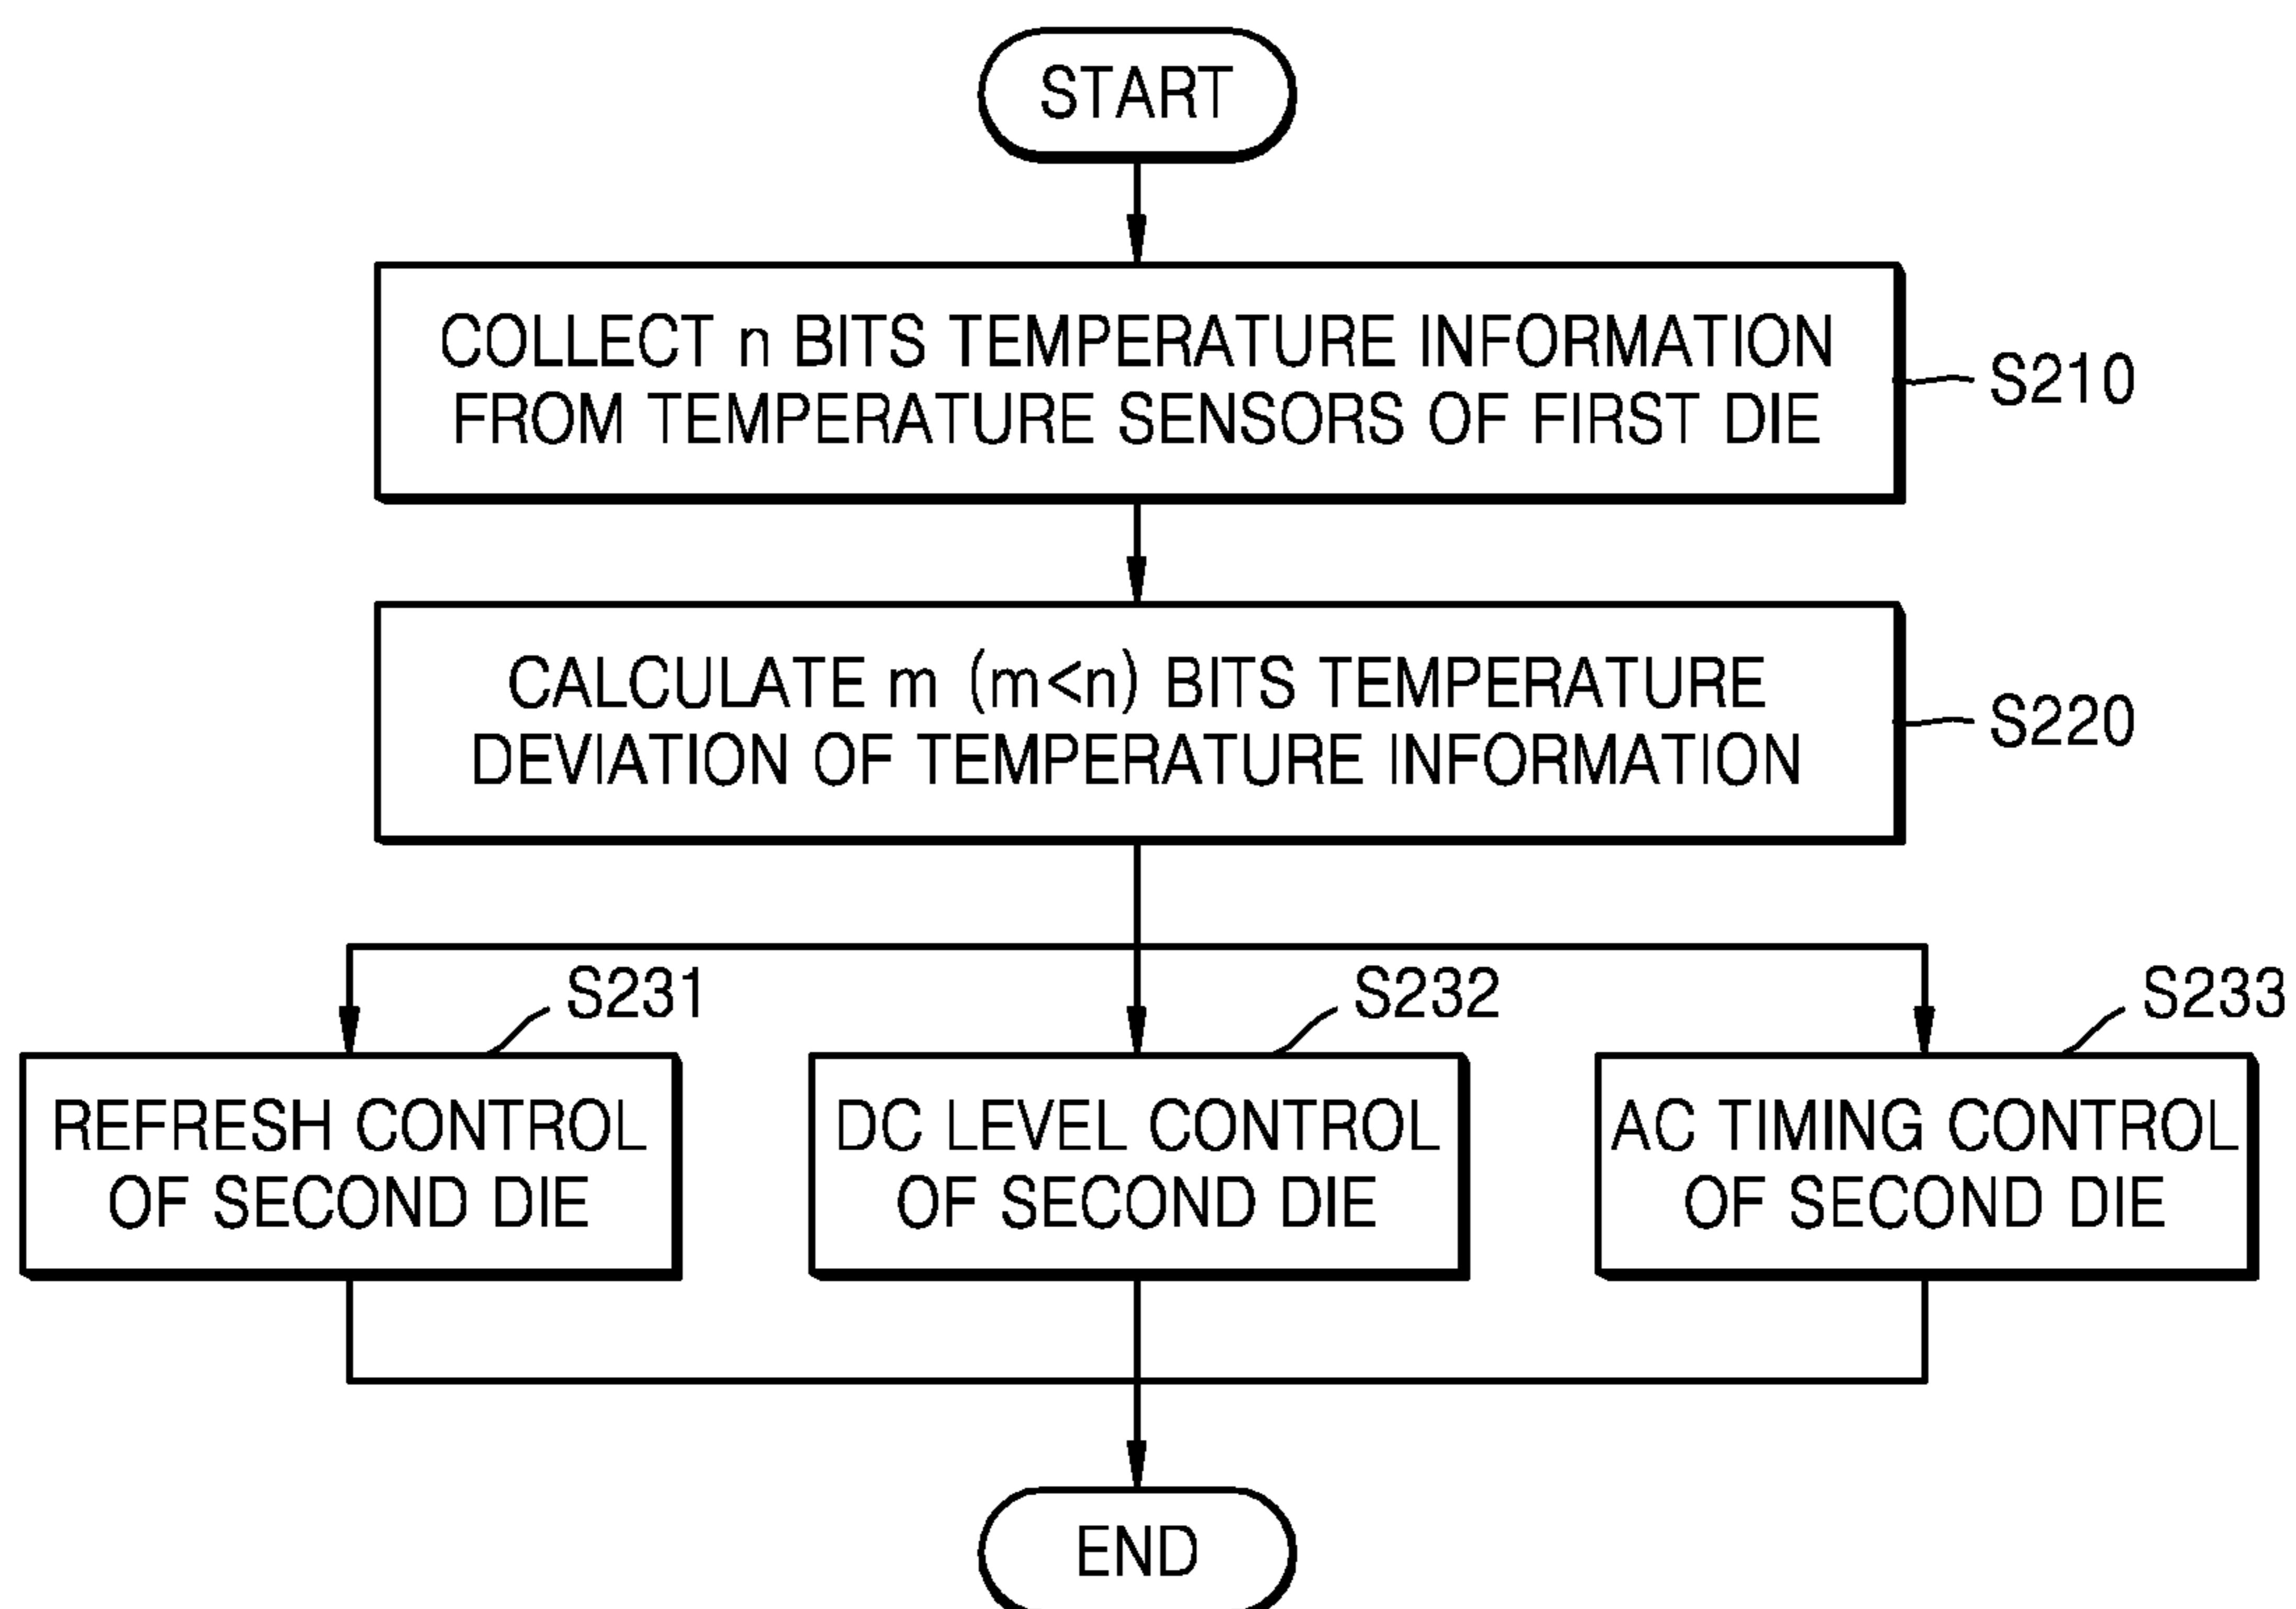 START
COLLECT n BITS TEMPERATURE INFORMATION
FROM TEMPERATURE SENSORS OF FIRST DIE
S210
CALCULATE m (m<n) BITS TEMPERATURE
DEVIATION OF TEMPERATURE INFORMATION
S220
S231
REFRESH CONTROL
OF SECOND DIE
S232
DC LEVEL CONTROL
OF SECOND DIE
S233
AC TIMING CONTROL
OF SECOND DIE
END